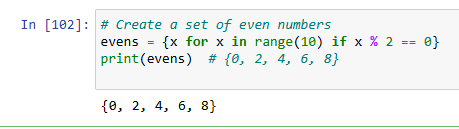 In [102]: # Create a set of even numbers
evens = {x for x in range(10) if x % 2 == 0}
print(evens)  # {0, 2, 4, 6, 8}
{0, 2, 4, 6, 8}